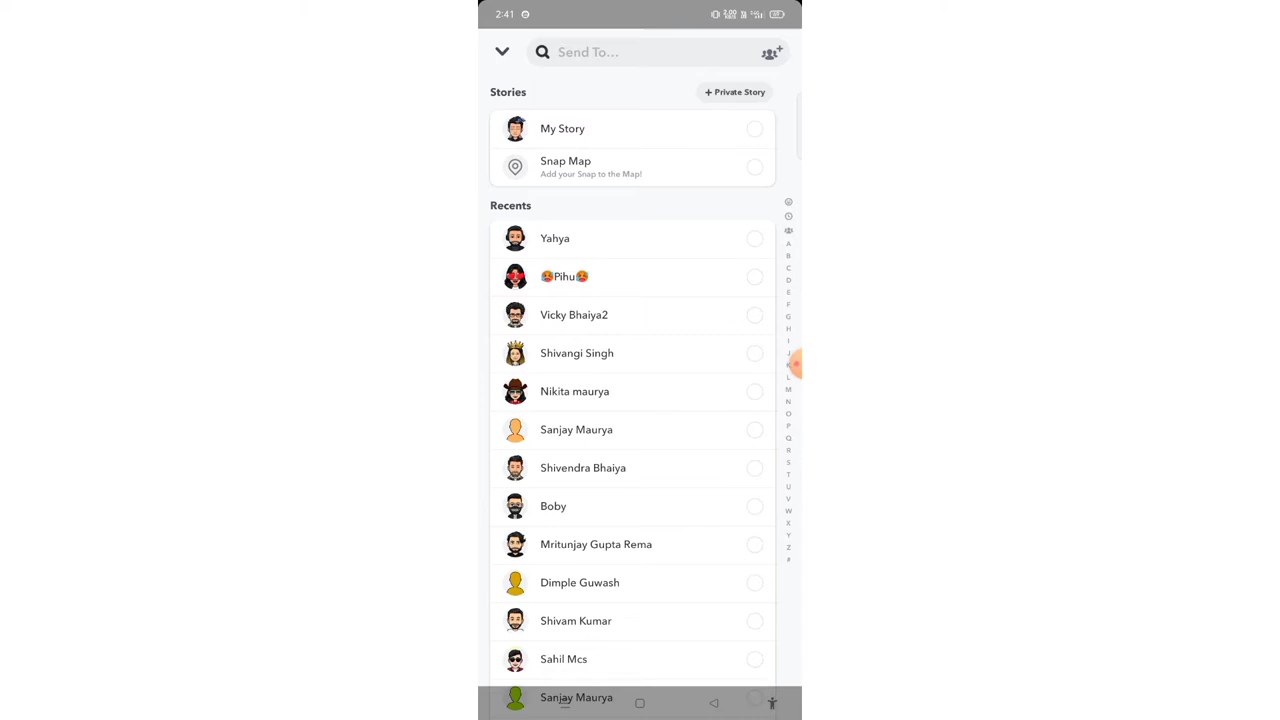 2:41
Send To...
Stories
+ Private Story
My Story
Snap Map
Add your Snap to the Map!
Recents
Yahya
🥵Pihu🥵
Vicky Bhaiya2
Shivangi Singh
Nikita maurya
Sanjay Maurya
Shivendra Bhaiya
Boby
Mritunjay Gupta Rema
Dimple Guwash
Shivam Kumar
Sahil Mcs
Sanjay Maurya
A
B
C
D
E
F
G
H
I
J
K
L
M
N
O
P
Q
R
S
T
U
V
W
X
Y
Z
#